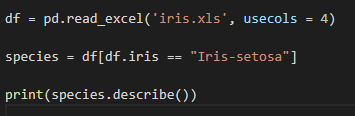 df = pd.read_excel('iris.xls', usecols = 4)
species = df[df.iris == "Iris-setosa"]
print(species.describe())